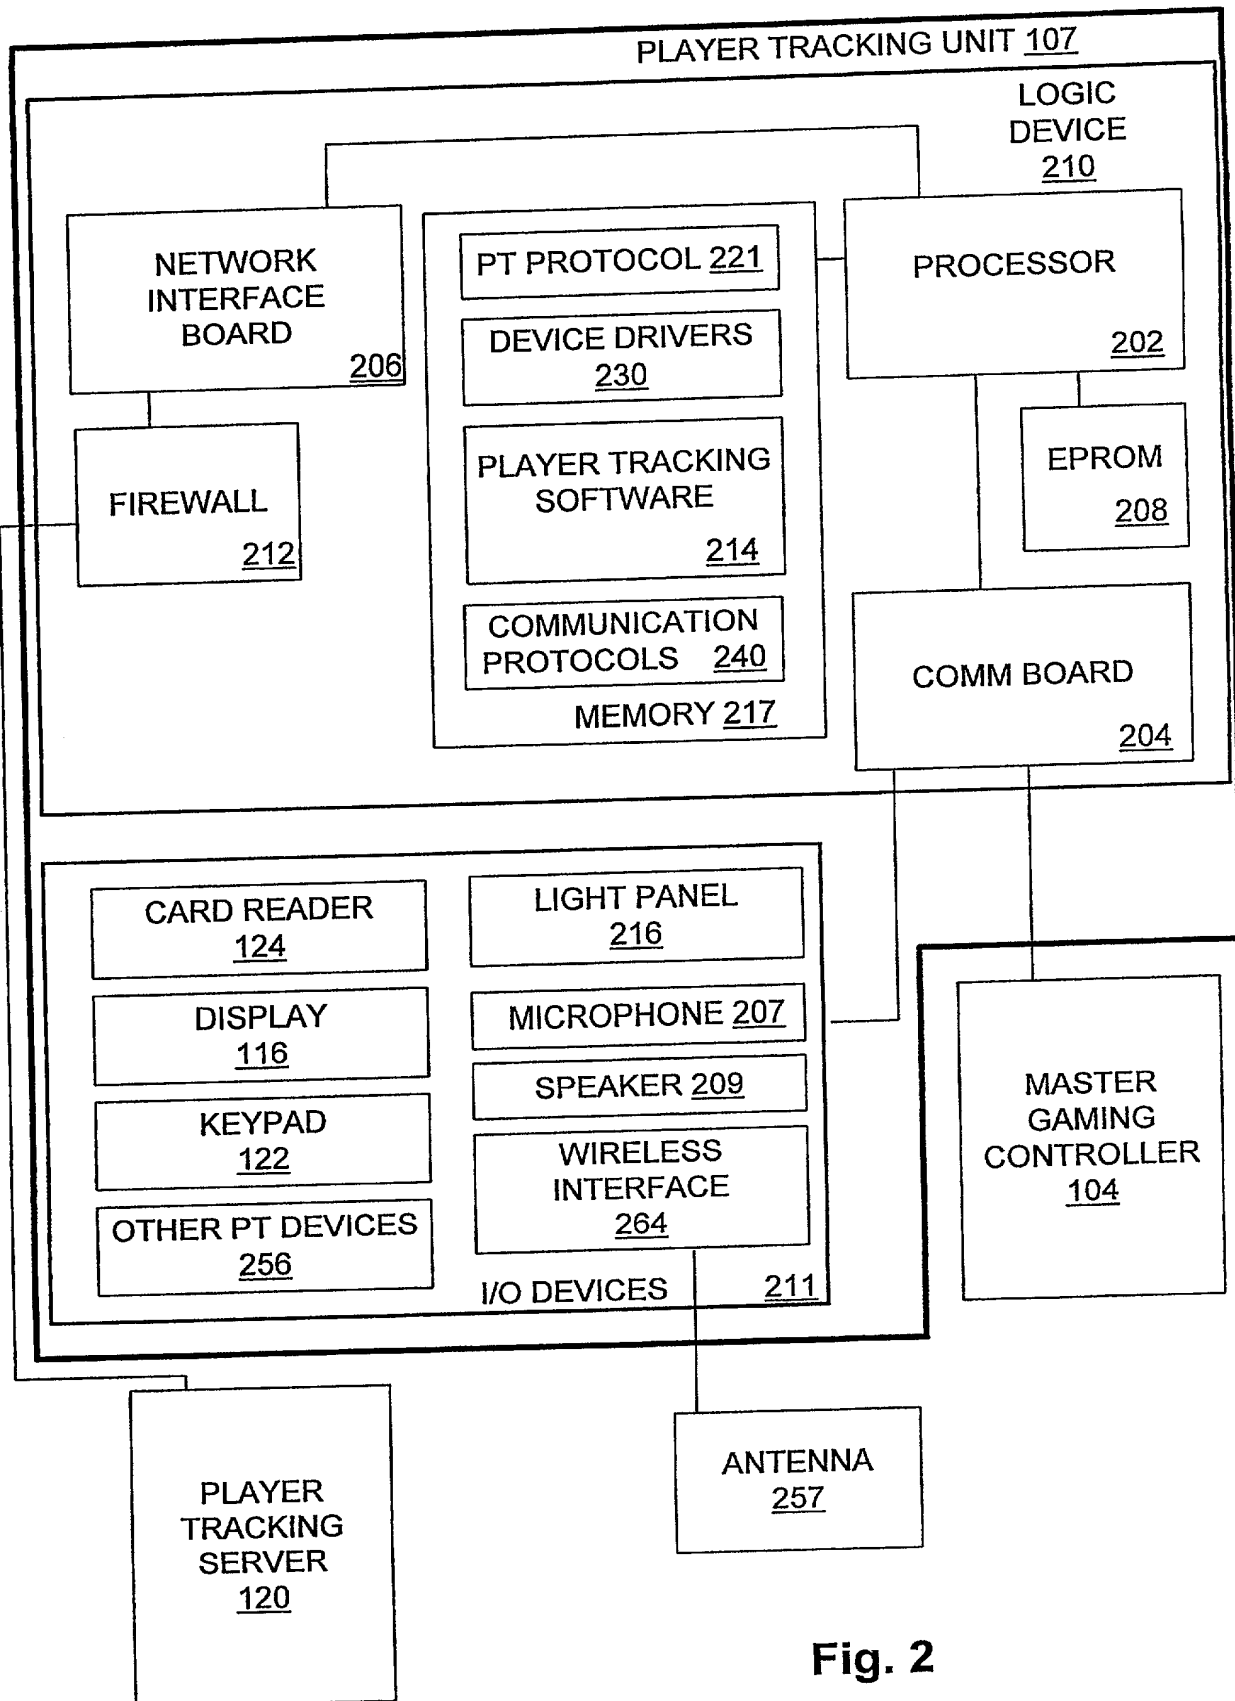 PLAYER TRACKING UNIT 107
LOGIC
DEVICE
210
NETWORK
INTERFACE
BOARD
206
PT PROTOCOL 221
DEVICE DRIVERS
230
PLAYER TRACKING
SOFTWARE
214
COMMUNICATION
PROTOCOLS 240
MEMORY 217
PROCESSOR
202
EPROM
208
FIREWALL
212
COMM BOARD
204
CARD READER
124
DISPLAY
116
KEYPAD
122
OTHER PT DEVICES
256
LIGHT PANEL
216
MICROPHONE 207
SPEAKER 209
WIRELESS
INTERFACE
264
I/O DEVICES 211
MASTER
GAMING
CONTROLLER
104
PLAYER
TRACKING
SERVER
120
ANTENNA
257
Fig. 2